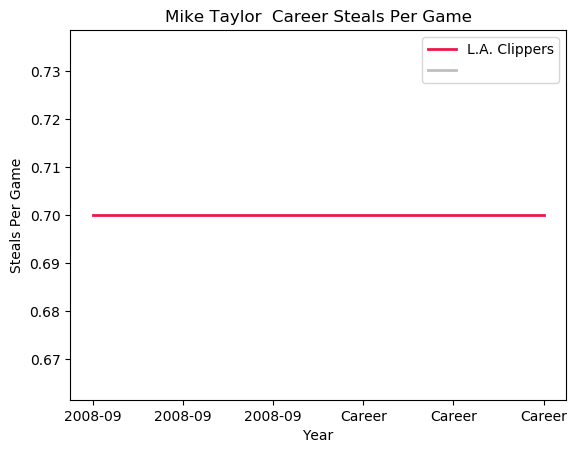 Mike Taylor  Career Steals Per Game
L.A. Clippers
0.73
0.72
0.71
0.70
0.69
0.68
0.67
Steals Per Game
2008-09 2008-09 2008-09 Career Career Career
Year